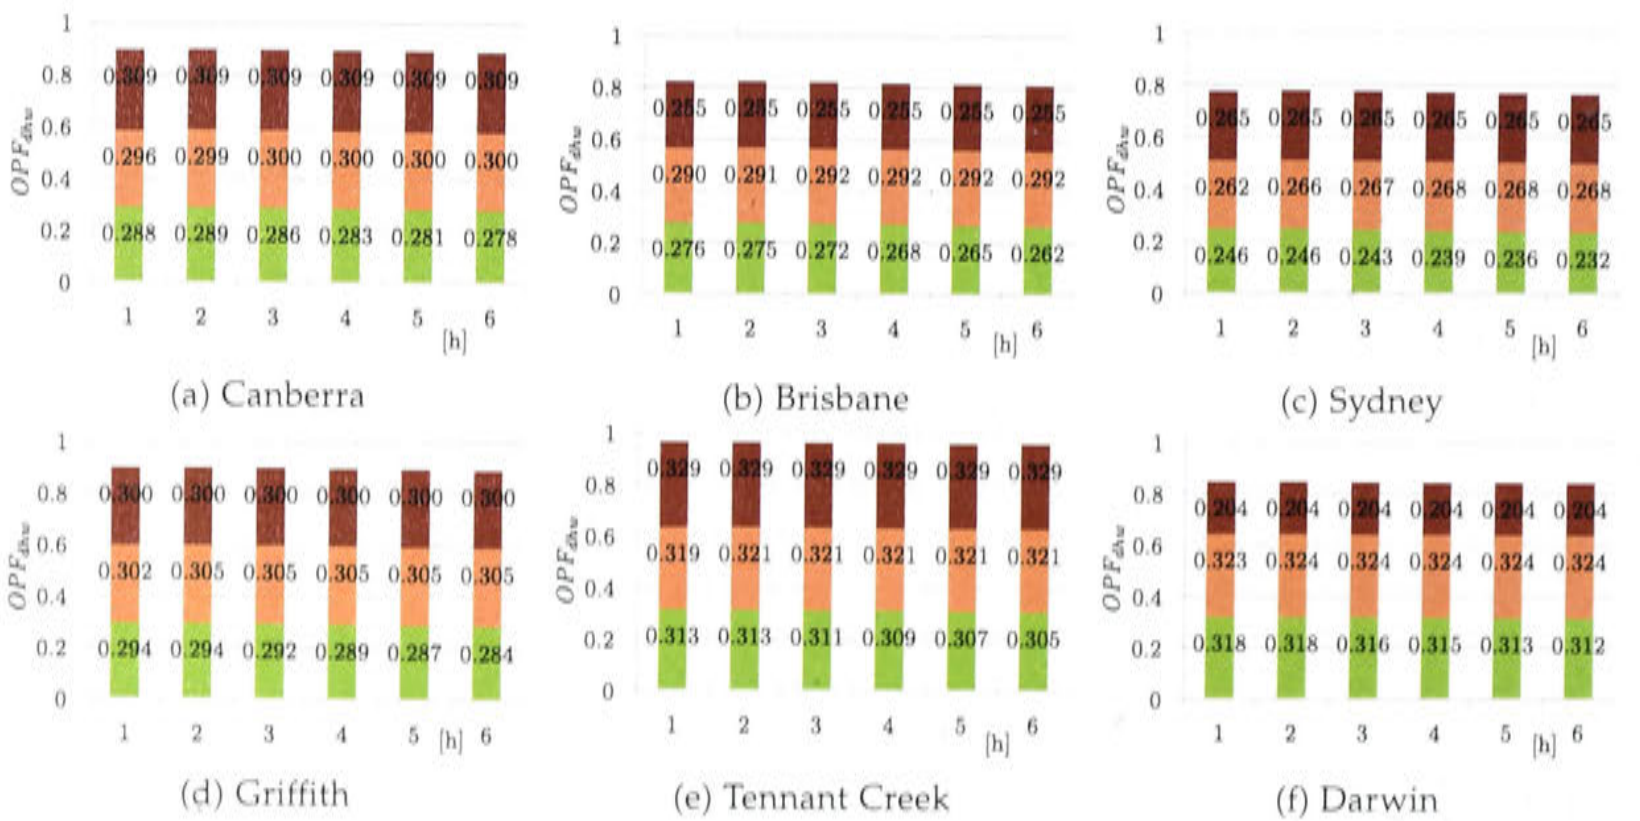 1
0.8
0.6
0.4
0.2
0
OPF_dhw
0.309 0.309 0.309 0.309 0.309 0.309
0.296 0.299 0.300 0.300 0.300 0.300
0.288 0.289 0.286 0.283 0.281 0.278
1 2 3 4 5 6
[h]
(a) Canberra
1
0.8
0.6
0.4
0.2
0
OPF_dhw
0.255 0.255 0.255 0.255 0.255 0.255
0.290 0.291 0.292 0.292 0.292 0.292
0.276 0.275 0.272 0.268 0.265 0.262
1 2 3 4 5 6
[h]
(b) Brisbane
1
0.8
0.6
0.4
0.2
0
OPF_dhw
0.265 0.265 0.265 0.265 0.265 0.265
0.262 0.266 0.267 0.268 0.268 0.268
0.246 0.246 0.243 0.239 0.236 0.232
1 2 3 4 5 6
[h]
(c) Sydney
1
0.8
0.6
0.4
0.2
0
OPF_dhw
0.300 0.300 0.300 0.300 0.300 0.300
0.302 0.305 0.305 0.305 0.305 0.305
0.294 0.294 0.292 0.289 0.287 0.284
1 2 3 4 5 [h] 6
(d) Griffith
1
0.8
0.6
0.4
0.2
0
OPF_dhw
0.329 0.329 0.329 0.329 0.329 0.329
0.319 0.321 0.321 0.321 0.321 0.321
0.313 0.313 0.311 0.309 0.307 0.305
1 2 3 4 5 6
[h]
(e) Tennant Creek
1
0.8
0.6
0.4
0.2
0
OPF_dhw
0.204 0.204 0.204 0.204 0.204 0.204
0.323 0.324 0.324 0.324 0.324 0.324
0.318 0.318 0.316 0.315 0.313 0.312
1 2 3 4 5 6
[h]
(f) Darwin